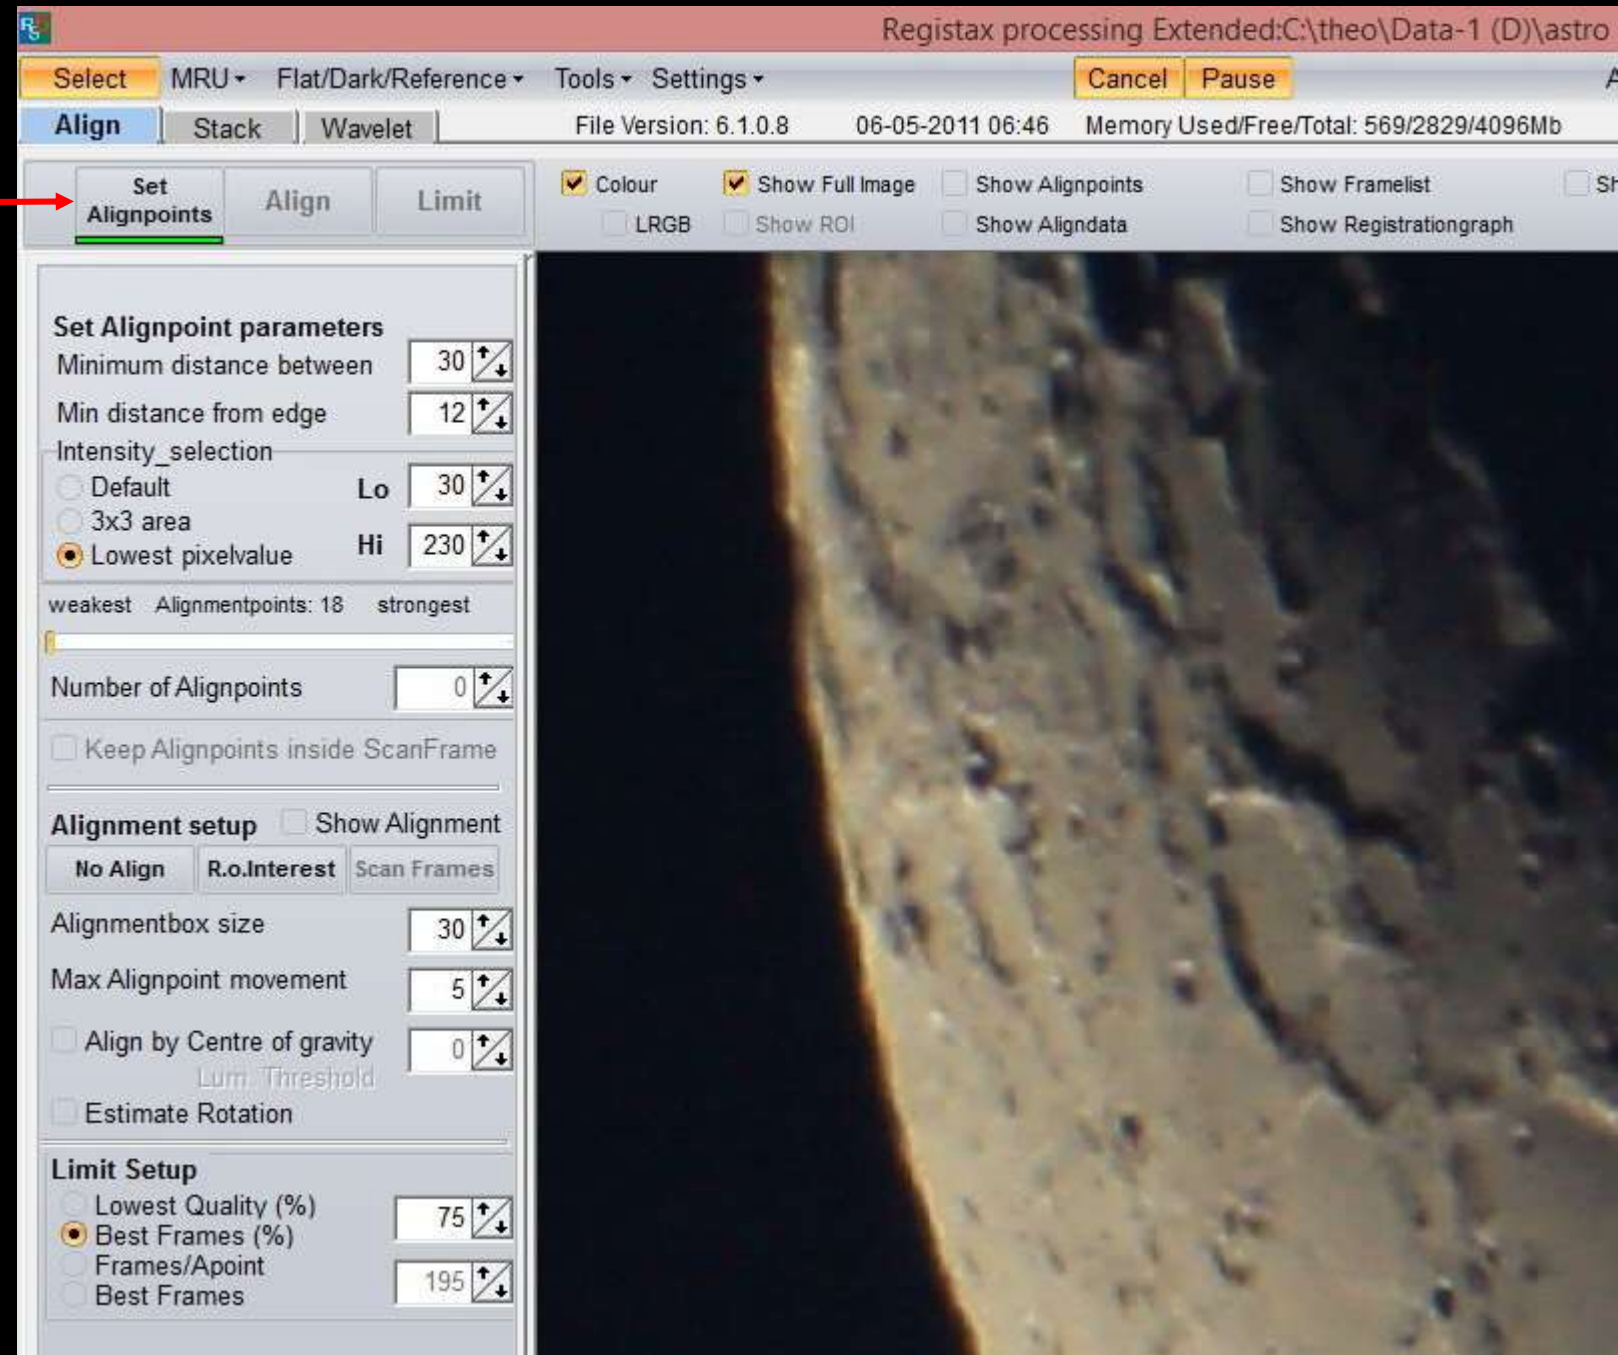 Registax processing Extended:C:\theo\Data-1 (D)\astro
Select MRU Flat/Dark/Reference Tools Settings Cancel Pause A
Align Stack Wavelet File Version: 6.1.0.8 06-05-2011 06:46 Memory Used/Free/Total: 569/2829/4096Mb
Set Alignpoints Align Limit
Colour Show Full Image Show Alignpoints Show Framelist Sh
LRGB Show ROI Show Aligndata Show Registrationgraph
Set Alignpoint parameters
Minimum distance between 30
Min distance from edge 12
Intensity_selection
Default Lo 30
3x3 area
Lowest pixelvalue Hi 230
weakest Alignmentpoints: 18 strongest
Number of Alignpoints 0
Keep Alignpoints inside ScanFrame
Alignment setup Show Alignment
No Align R.o.Interest Scan Frames
Alignmentbox size 30
Max Alignpoint movement 5
Align by Centre of gravity 0
Lum. Threshold
Estimate Rotation
Limit Setup
Lowest Quality (%) 75
Best Frames (%)
Frames/Apoint 195
Best Frames